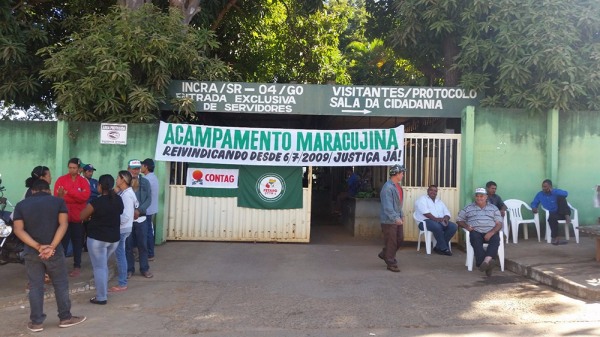 INCRA/SR-04/GO
ENTRADA EXCLUSIVA
DE SERVIDORES
VISITANTES/PROTOCOLO
SALA DA CIDADANIA
ACAMPAMENTO MARACUJINA
REIVINDICANDO DESDE 6/7/2009/JUSTIÇA JÁ!
CONTAG